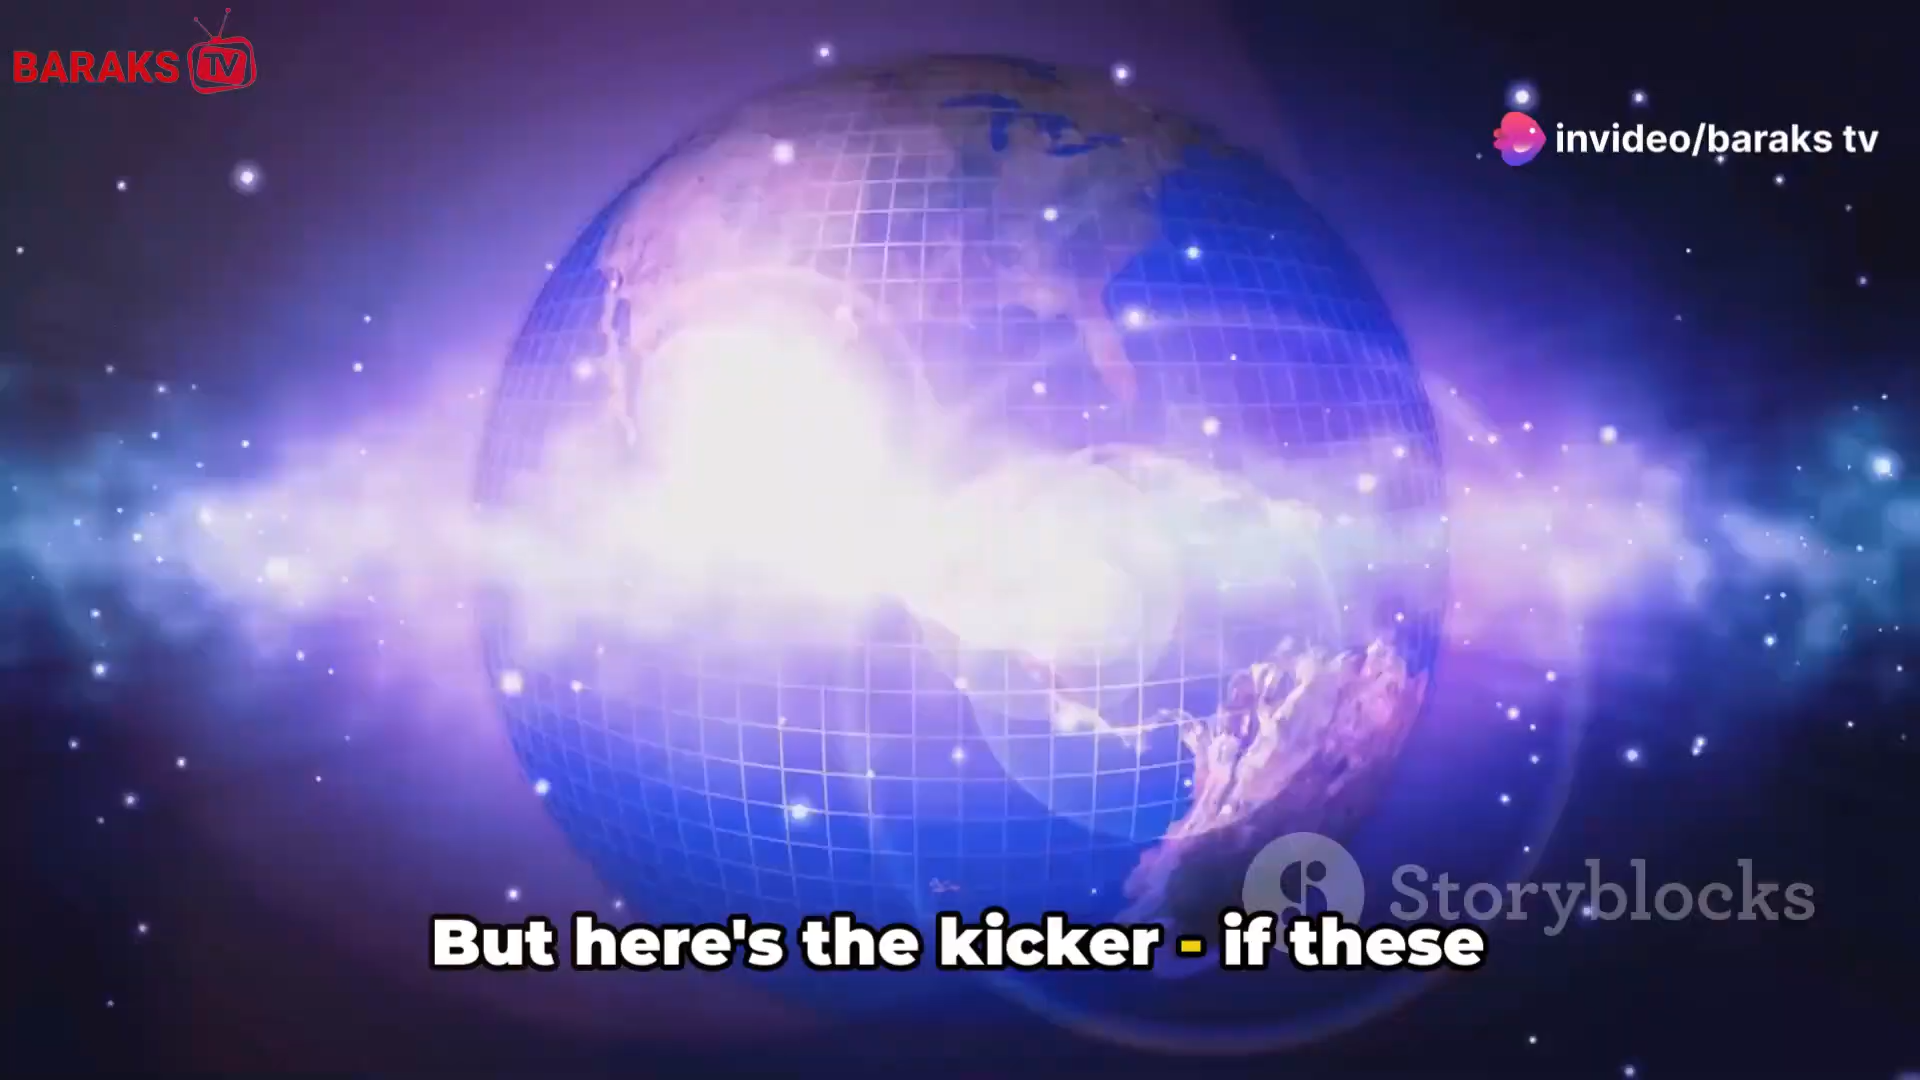 BARAKS TV
invideo/baraks tv
Storyblocks
But here's the kicker - if these